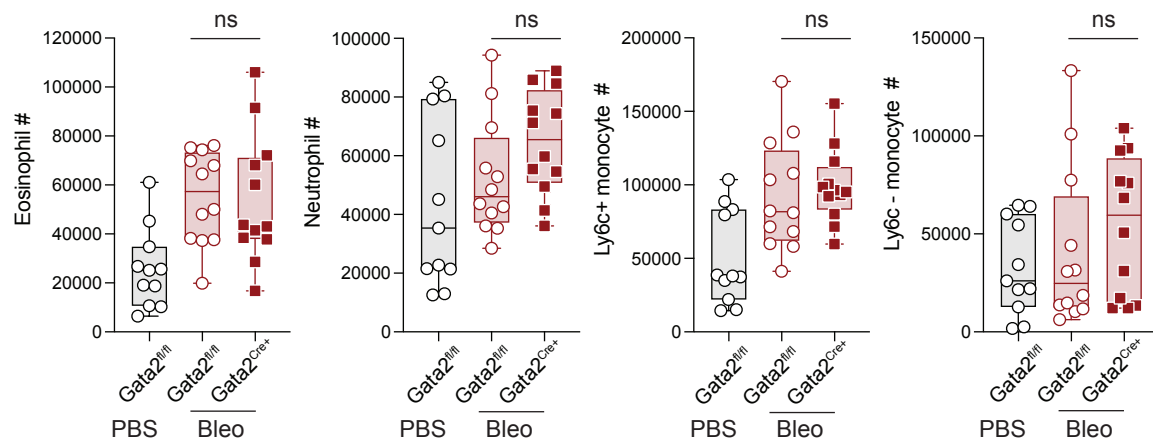 ns
Eosinophil #
120000
100000
80000
60000
40000
20000
0
Gata2fl/fl
Gata2fl/fl
Gata2Cre+
PBS
Bleo
ns
Neutrophil #
100000
80000
60000
40000
20000
0
Gata2fl/fl
Gata2fl/fl
Gata2Cre+
PBS
Bleo
ns
Ly6c+ monocyte #
200000
150000
100000
50000
0
Gata2fl/fl
Gata2fl/fl
Gata2Cre+
PBS
Bleo
ns
Ly6c - monocyte #
150000
100000
50000
0
Gata2fl/fl
Gata2fl/fl
Gata2Cre+
PBS
Bleo